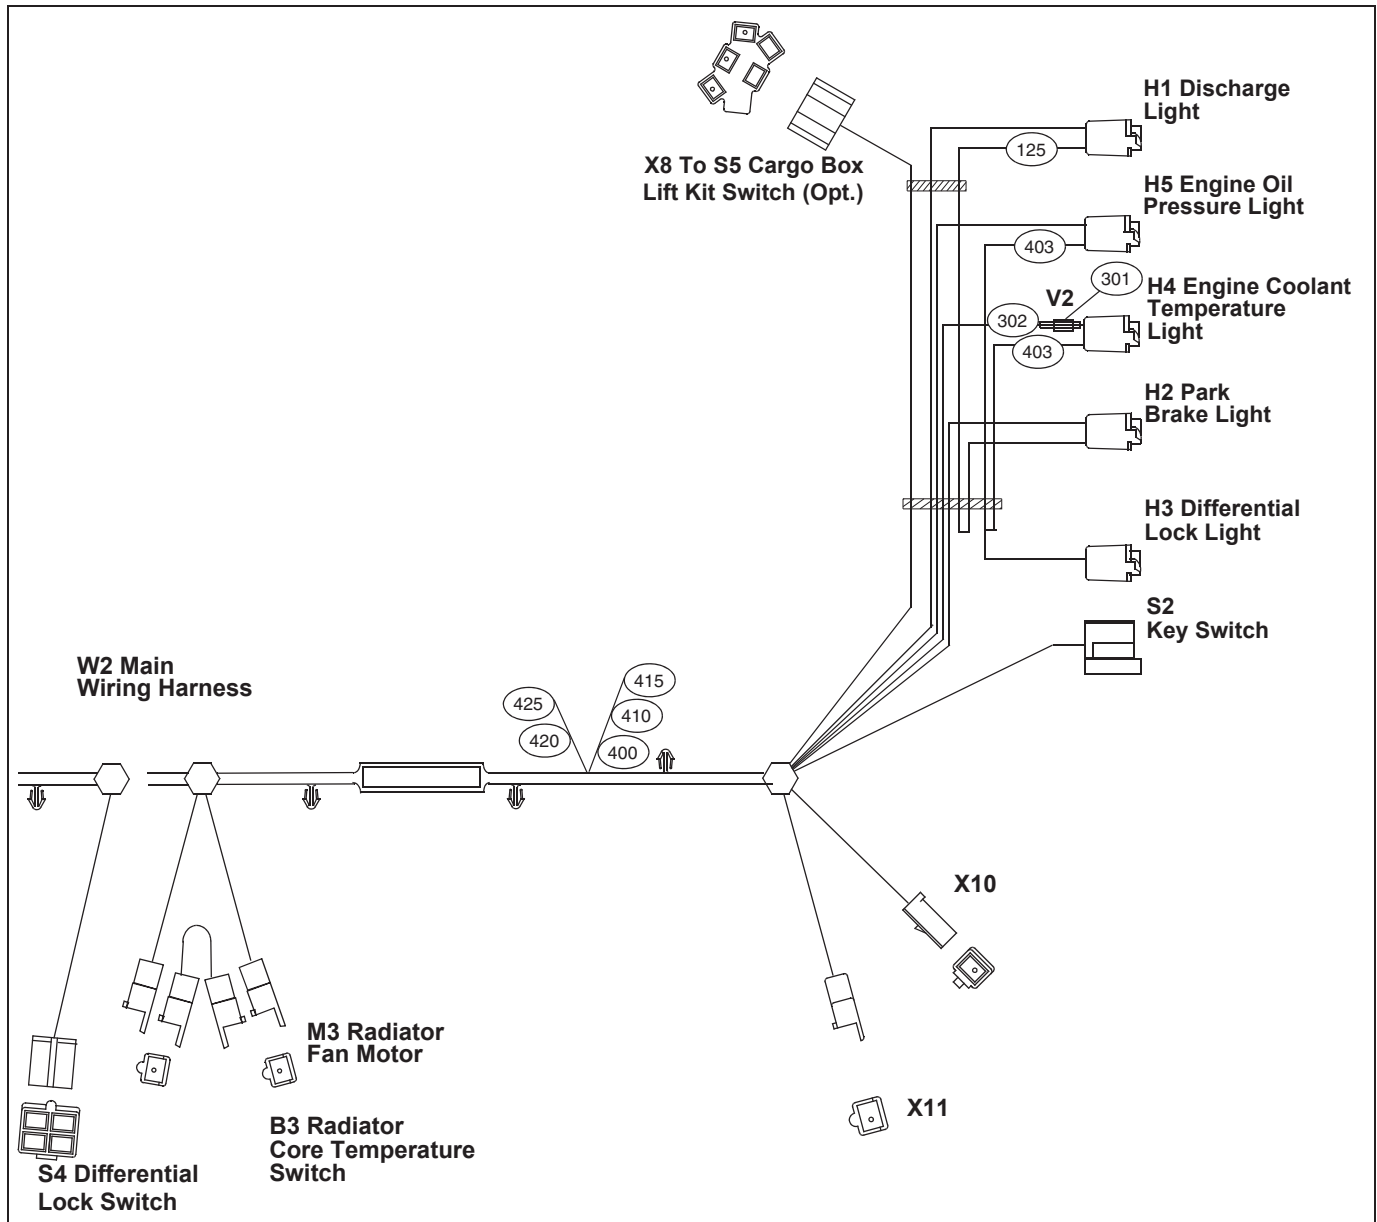 H1 Discharge
Light
125
X8 To S5 Cargo Box
Lift Kit Switch (Opt.)
H5 Engine Oil
Pressure Light
403
301
V2
H4 Engine Coolant
Temperature
Light
302
403
H2 Park
Brake Light
H3 Differential
Lock Light
S2
Key Switch
W2 Main
Wiring Harness
425
420
415
410
400
X10
M3 Radiator
Fan Motor
X11
B3 Radiator
Core Temperature
Switch
S4 Differential
Lock Switch